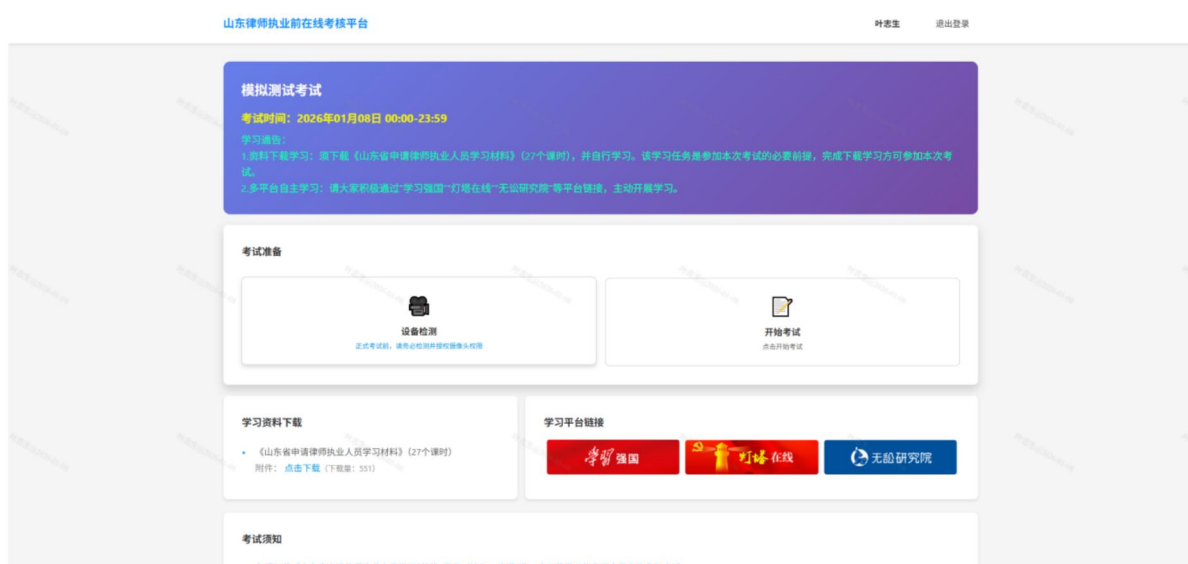 山东律师执业前在线考核平台
叶志生
退出登录
模拟测试考试
考试时间：2026年01月08日 00:00-23:59
学习通告：
1.资料下载学习：须下载《山东省申请律师执业人员学习材料》（27个课时），并自行学习。该学习任务是参加本次考试的必要前提，完成下载学习方可参加本次考
试。
2.多平台自主学习：请大家积极通过“学习强国”“灯塔在线”“无讼研究院”等平台链接，主动开展学习。
考试准备
设备检测
正式考试前，请务必检测并授权摄像头权限
开始考试
点击开始考试
学习资料下载
《山东省申请律师执业人员学习材料》（27个课时）
附件： 点击下载（下载量：551）
学习平台链接
学习强国
灯塔在线
无讼研究院
考试须知